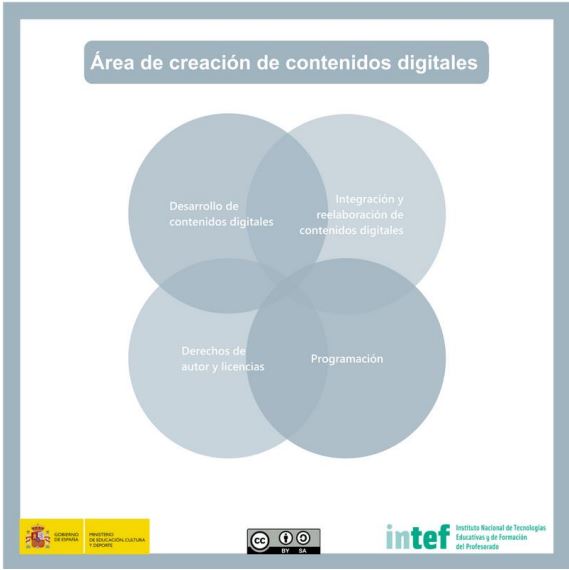 Área de creación de contenidos digitales
Desarrollo de
contenidos digitales
Integración y
reelaboración de
contenidos digitales
Derechos de
autor y licencias
Programación
GOBIERNO
DE ESPAÑA
MINISTERIO
DE EDUCACIÓN, CULTURA
Y DEPORTE
cc
BY SA
intef
Instituto Nacional de Tecnologías
Educativas y de Formación
del Profesorado